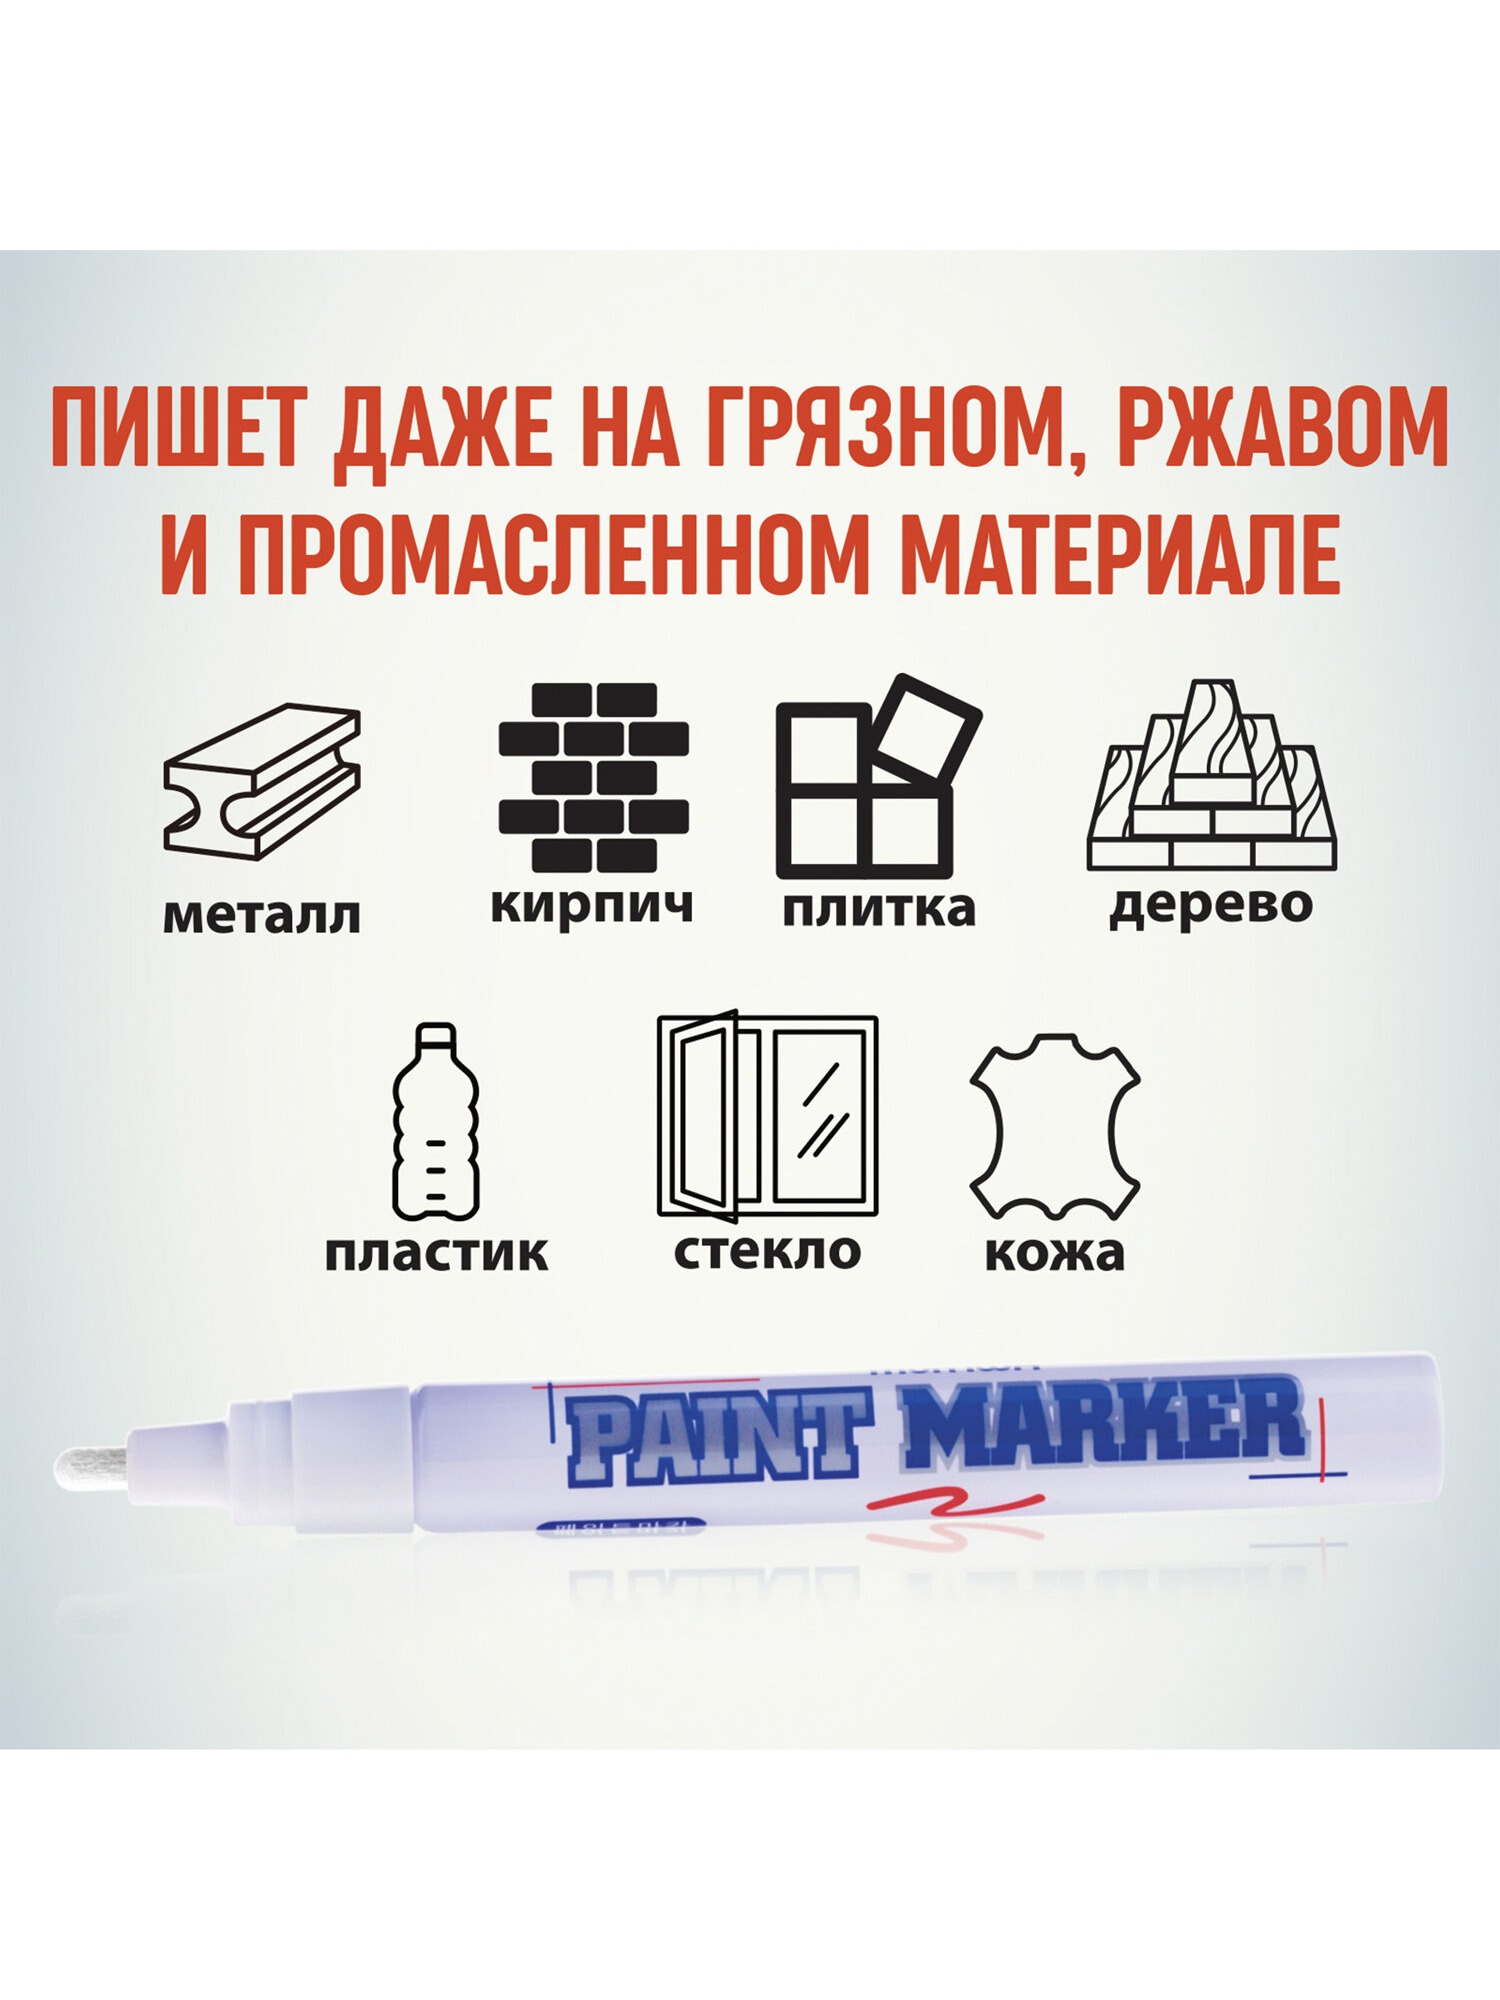 ПИШЕТ ДАЖЕ НА ГРЯЗНОМ, РЖАВОМ
И ПРОМАСЛЕННОМ МАТЕРИАЛЕ
металл
кирпич
плитка
дерево
пластик
стекло
кожа
PAINT MARKER